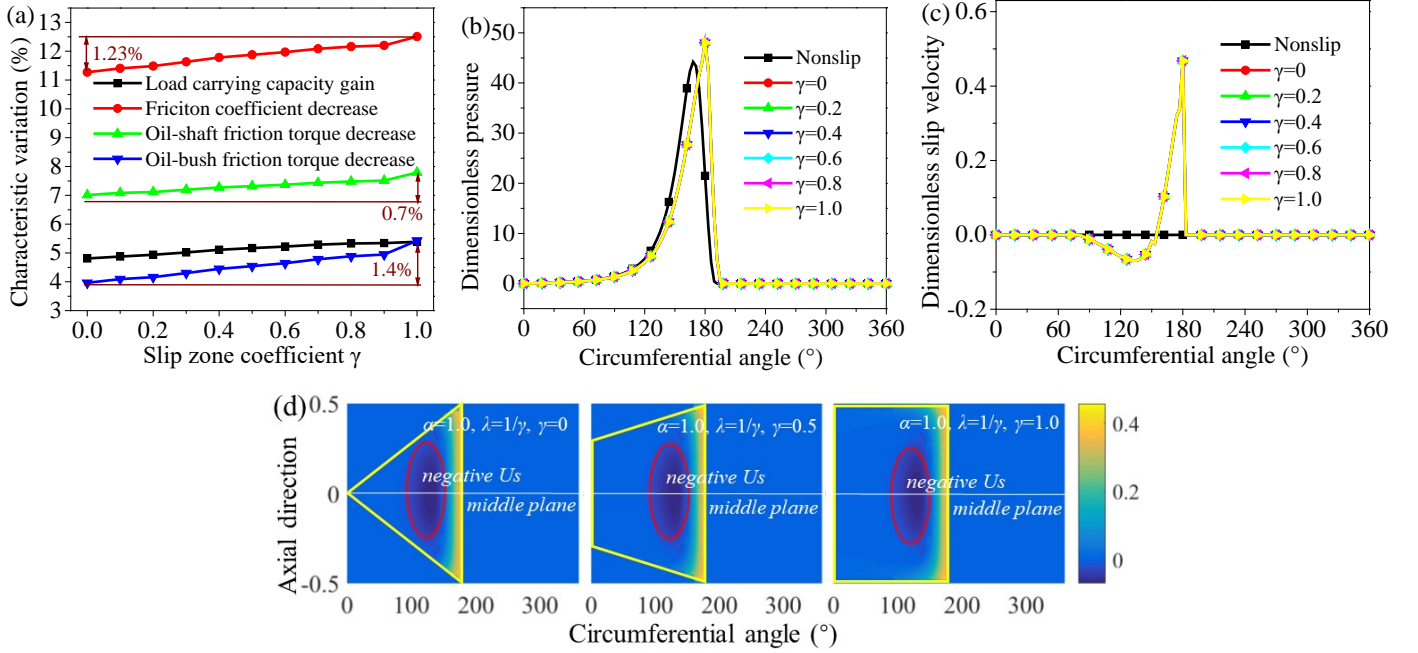 (a)
13
12
11
10
9
8
7
6
5
4
3
Characteristic variation (%)
1.23%
Load carrying capacity gain
Friciton coefficient decrease
Oil-shaft friction torque decrease
Oil-bush friction torque decrease
0.7%
1.4%
0.0 0.2 0.4 0.6 0.8 1.0
Slip zone coefficient γ
(b)
50
40
30
20
10
0
Dimensionless pressure
Nonslip
γ=0
γ=0.2
γ=0.4
γ=0.6
γ=0.8
γ=1.0
0 60 120 180 240 300 360
Circumferential angle (°)
(c)
0.6
0.4
0.2
0.0
-0.2
Dimensionless slip velocity
Nonslip
γ=0
γ=0.2
γ=0.4
γ=0.6
γ=0.8
γ=1.0
0 60 120 180 240 300 360
Circumferential angle (°)
(d)
0.5
0
-0.5
Axial direction
α=1.0, λ=1/γ, γ=0
negative Us
middle plane
0 100 200 300
α=1.0, λ=1/γ, γ=0.5
negative Us
middle plane
0 100 200 300
α=1.0, λ=1/γ, γ=1.0
negative Us
middle plane
0 100 200 300
0.4
0.2
0
Circumferential angle (°)